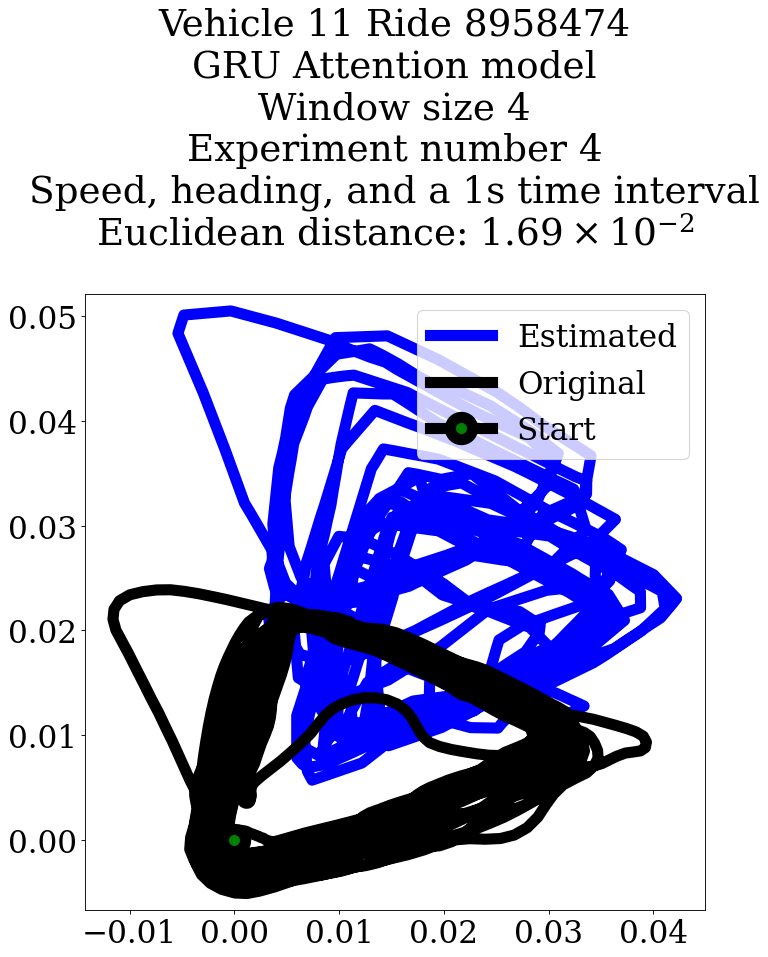 Vehicle 11 Ride 8958474
GRU Attention model
Window size 4
Experiment number 4
Speed, heading, and a 1s time interval
Euclidean distance: 1.69 × 10⁻²
Estimated
Original
Start
0.05
0.04
0.03
0.02
0.01
0.00
−0.01 0.00 0.01 0.02 0.03 0.04